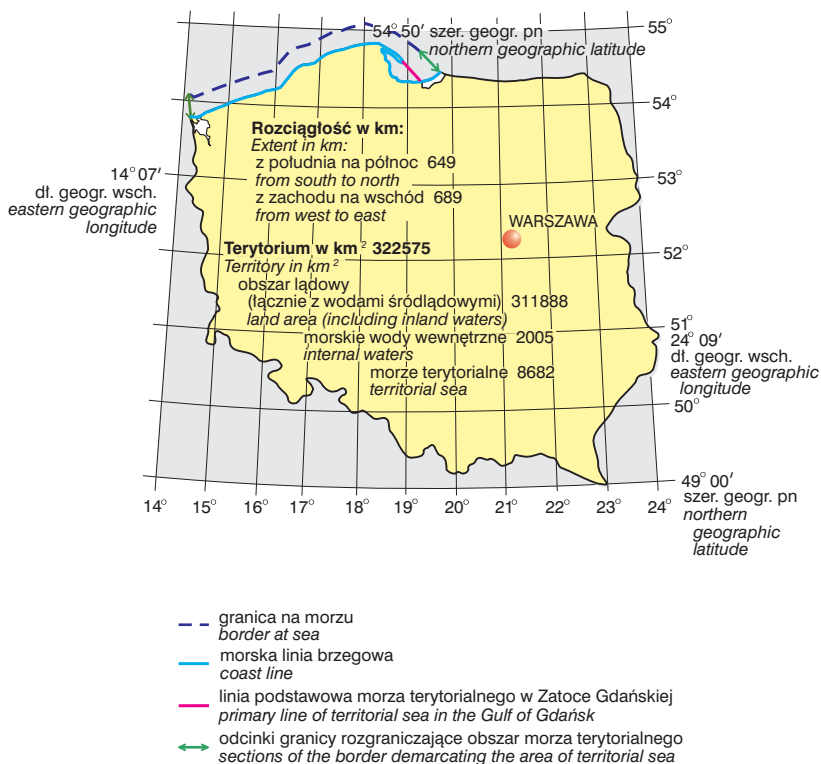 54° 50′ szer. geogr. pn
northern geographic latitude
55°
54°
53°
52°
51°
50°
14° 07′
dł. geogr. wsch.
eastern geographic
longitude
Rozciągłość w km:
Extent in km:
z południa na północ 649
from south to north
z zachodu na wschód 689
from west to east
WARSZAWA
Terytorium w km² 322575
Territory in km²
obszar lądowy
(łącznie z wodami śródlądowymi) 311888
land area (including inland waters)
morskie wody wewnętrzne 2005
internal waters
morze terytorialne 8682
territorial sea
24° 09′
dł. geogr. wsch.
eastern geographic
longitude
49° 00′
szer. geogr. pn
northern
geographic
latitude
14° 15° 16° 17° 18° 19° 20° 21° 22° 23° 24°
granica na morzu
border at sea
morska linia brzegowa
coast line
linia podstawowa morza terytorialnego w Zatoce Gdańskiej
primary line of territorial sea in the Gulf of Gdańsk
odcinki granicy rozgraniczające obszar morza terytorialnego
sections of the border demarcating the area of territorial sea